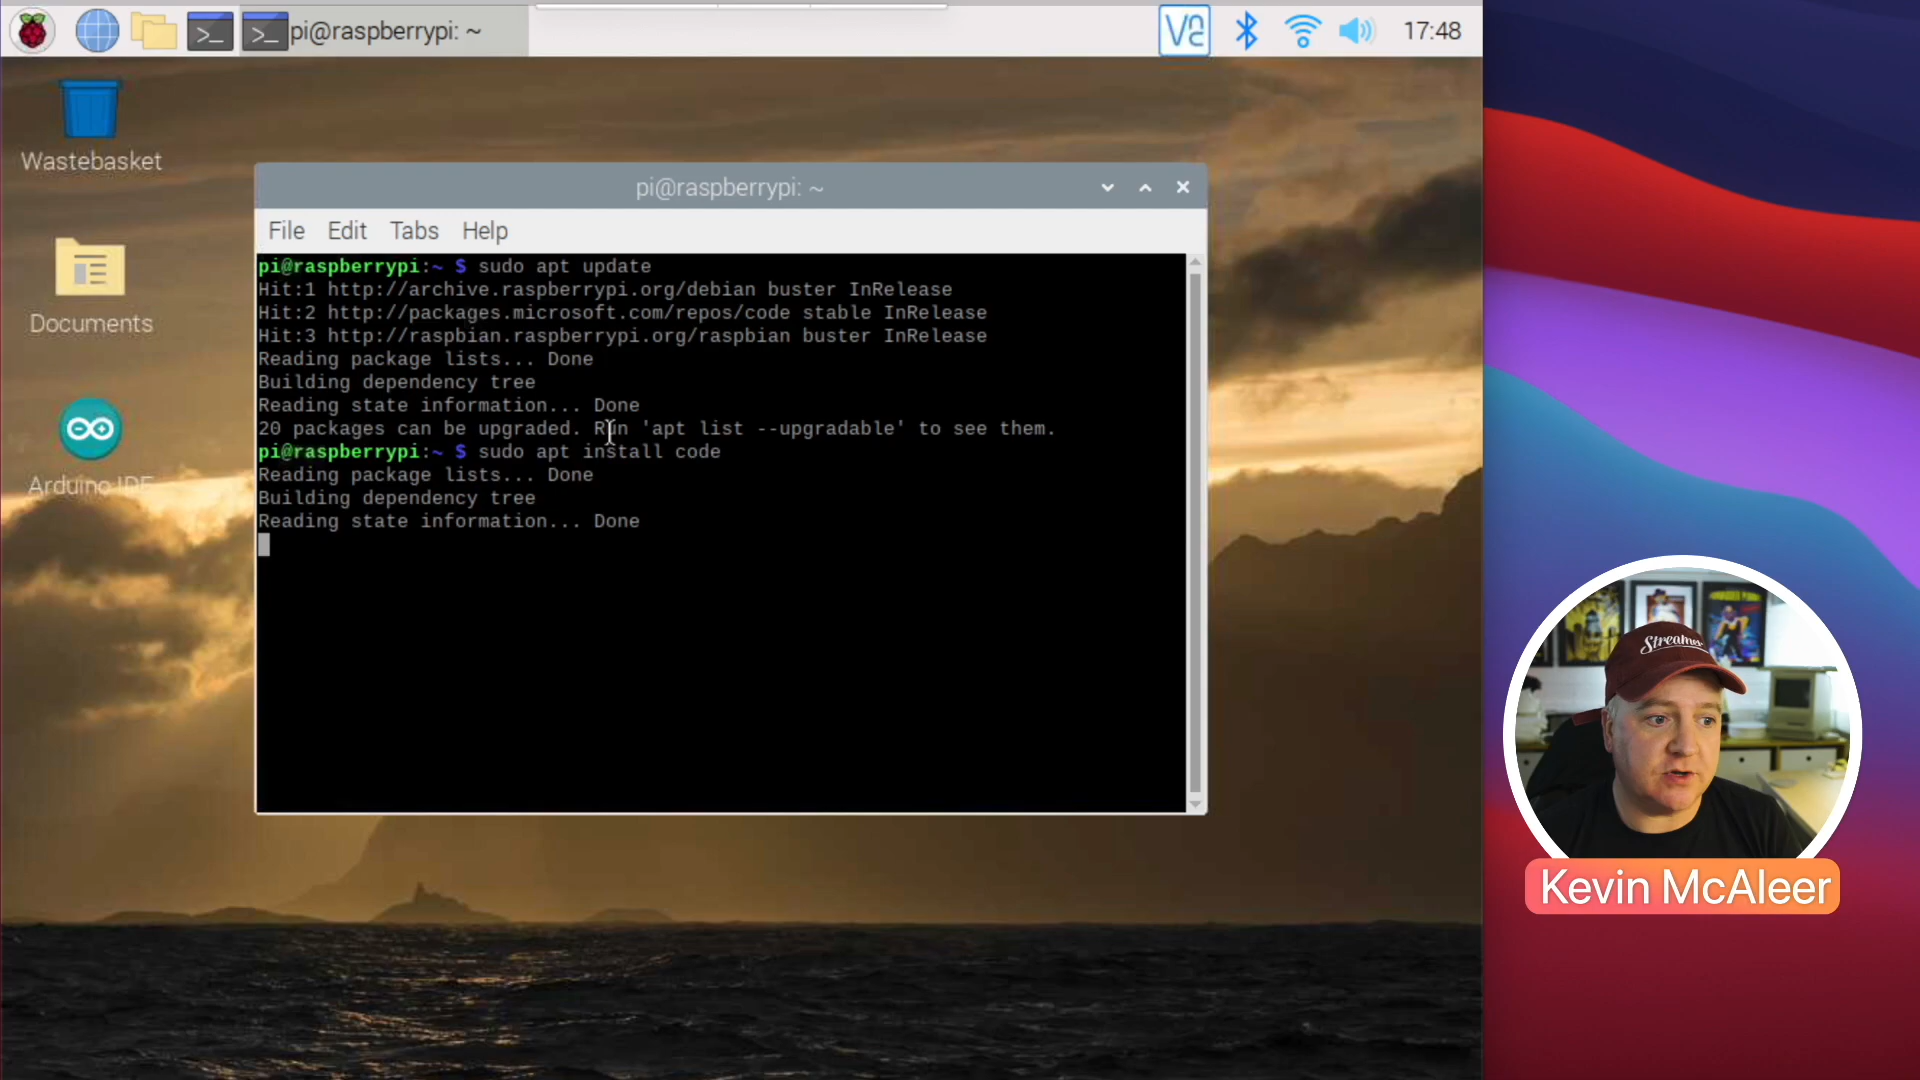 pi@raspberrypi: ~
17:48
Wastebasket
Documents
Arduino IDE
pi@raspberrypi: ~
File Edit Tabs Help
pi@raspberrypi:~ $ sudo apt update
Hit:1 http://archive.raspberrypi.org/debian buster InRelease
Hit:2 http://packages.microsoft.com/repos/code stable InRelease
Hit:3 http://raspbian.raspberrypi.org/raspbian buster InRelease
Reading package lists... Done
Building dependency tree
Reading state information... Done
20 packages can be upgraded. Run 'apt list --upgradable' to see them.
pi@raspberrypi:~ $ sudo apt install code
Reading package lists... Done
Building dependency tree
Reading state information... Done
Kevin McAleer